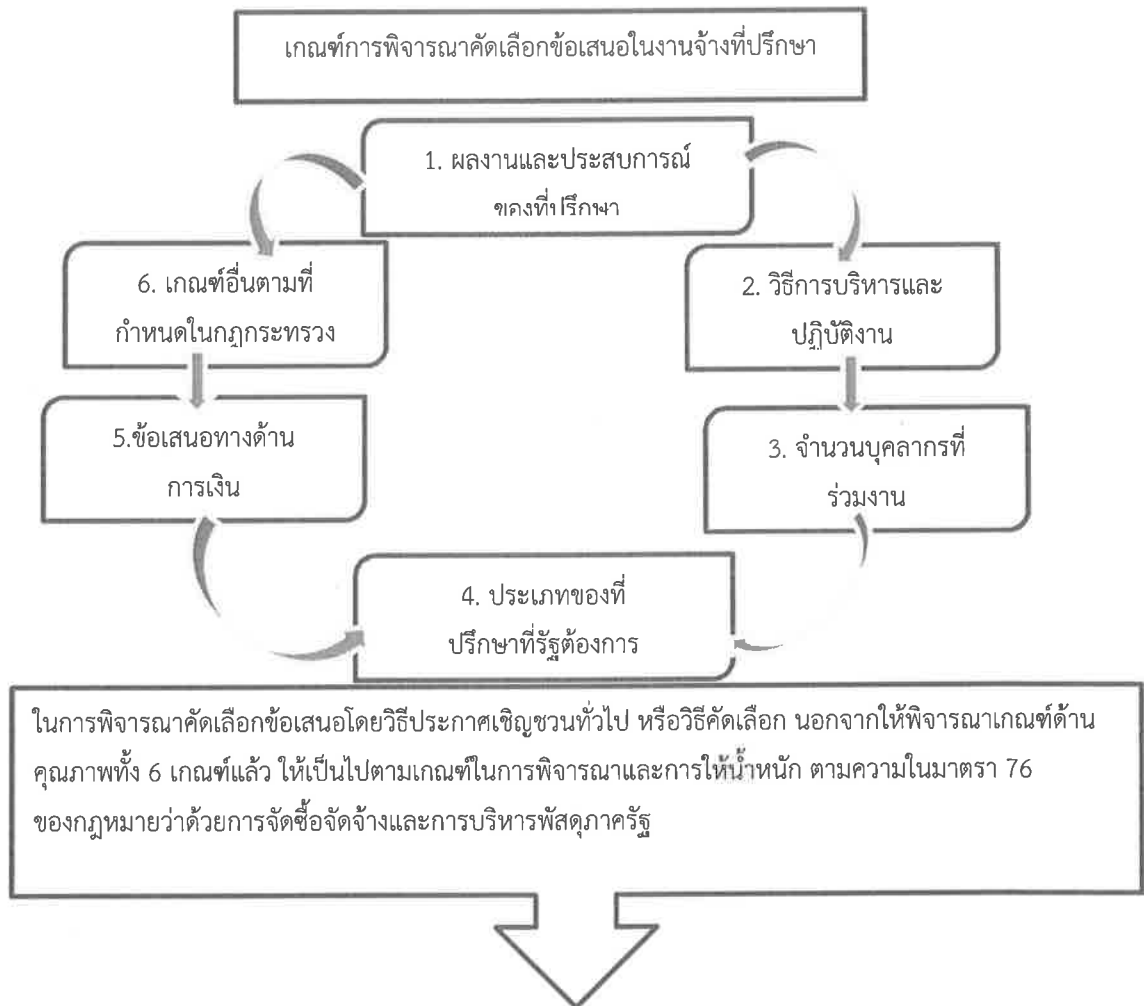 เกณฑ์การพิจารณาคัดเลือกข้อเสนอในงานจ้างที่ปรึกษา
1. ผลงานและประสบการณ์
ของที่ปรึกษา
6. เกณฑ์อื่นตามที่
กำหนดในกฎกระทรวง
2. วิธีการบริหารและ
ปฏิบัติงาน
5.ข้อเสนอทางด้าน
การเงิน
3. จำนวนบุคลากรที่
ร่วมงาน
4. ประเภทของที่
ปรึกษาที่รัฐต้องการ
ในการพิจารณาคัดเลือกข้อเสนอโดยวิธีประกาศเชิญชวนทั่วไป หรือวิธีคัดเลือก นอกจากให้พิจารณาเกณฑ์ด้าน
คุณภาพทั้ง 6 เกณฑ์แล้ว ให้เป็นไปตามเกณฑ์ในการพิจารณาและการให้น้ำหนัก ตามความในมาตรา 76
ของกฎหมายว่าด้วยการจัดซื้อจัดจ้างและการบริหารพัสดุภาครัฐ